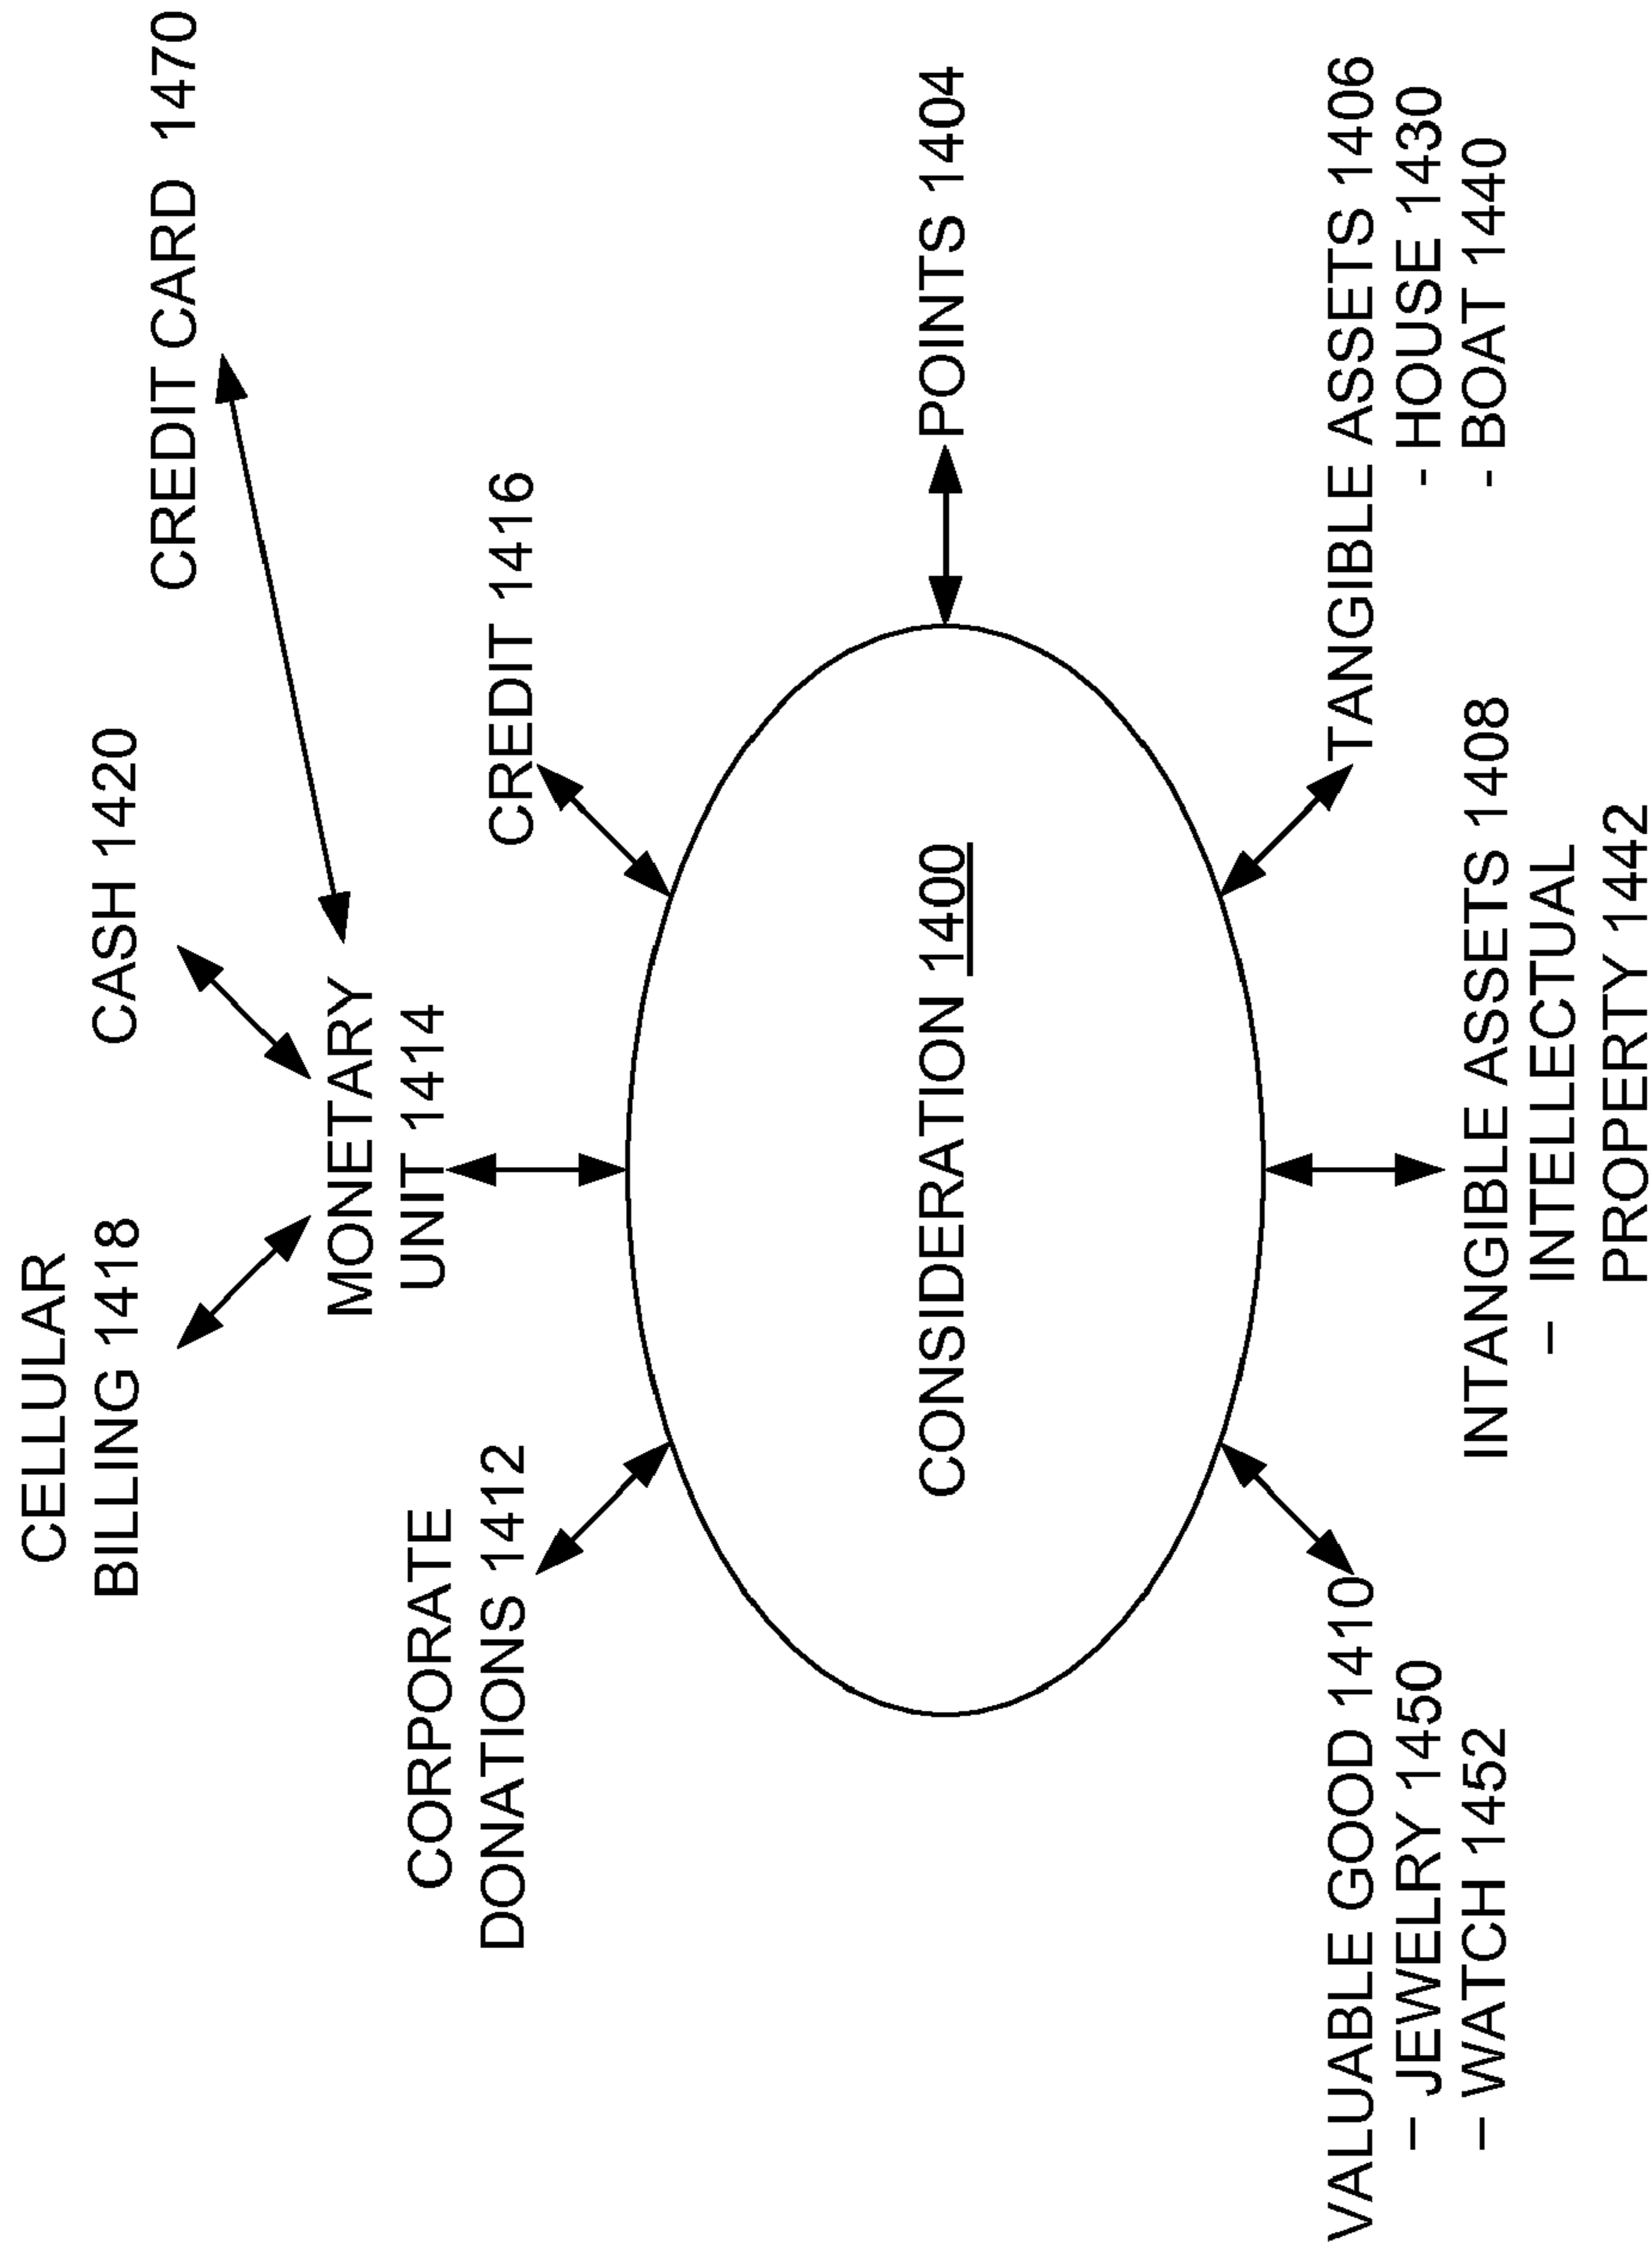 CELLULAR
BILLING 1418
CASH 1420
CREDIT CARD 1470
MONETARY
UNIT 1414
CORPORATE
DONATIONS 1412
CREDIT 1416
CONSIDERATION 1400
POINTS 1404
VALUABLE GOOD 1410
– JEWELRY 1450
– WATCH 1452
INTANGIBLE ASSETS 1408
– INTELLECTUAL
PROPERTY 1442
TANGIBLE ASSETS 1406
- HOUSE 1430
- BOAT 1440